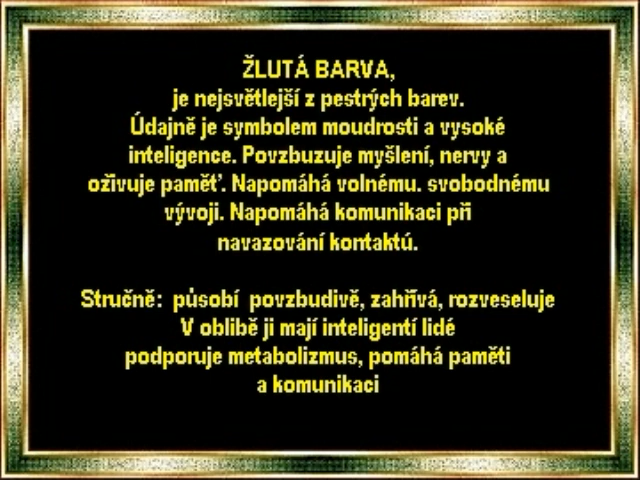 ŽLUTÁ BARVA,
je nejsvětlejší z pestrých barev.
Údajně je symbolem moudrosti a vysoké
inteligence. Povzbuzuje myšlení, nervy a
oživuje paměť. Napomáhá volnému. svobodnému
vývoji. Napomáhá komunikaci při
navazování kontaktú.
Stručně: působí povzbudivě, zahřívá, rozveseluje
V oblibě ji mají inteligentí lidé
podporuje metabolizmus, pomáhá paměti
a komunikaci